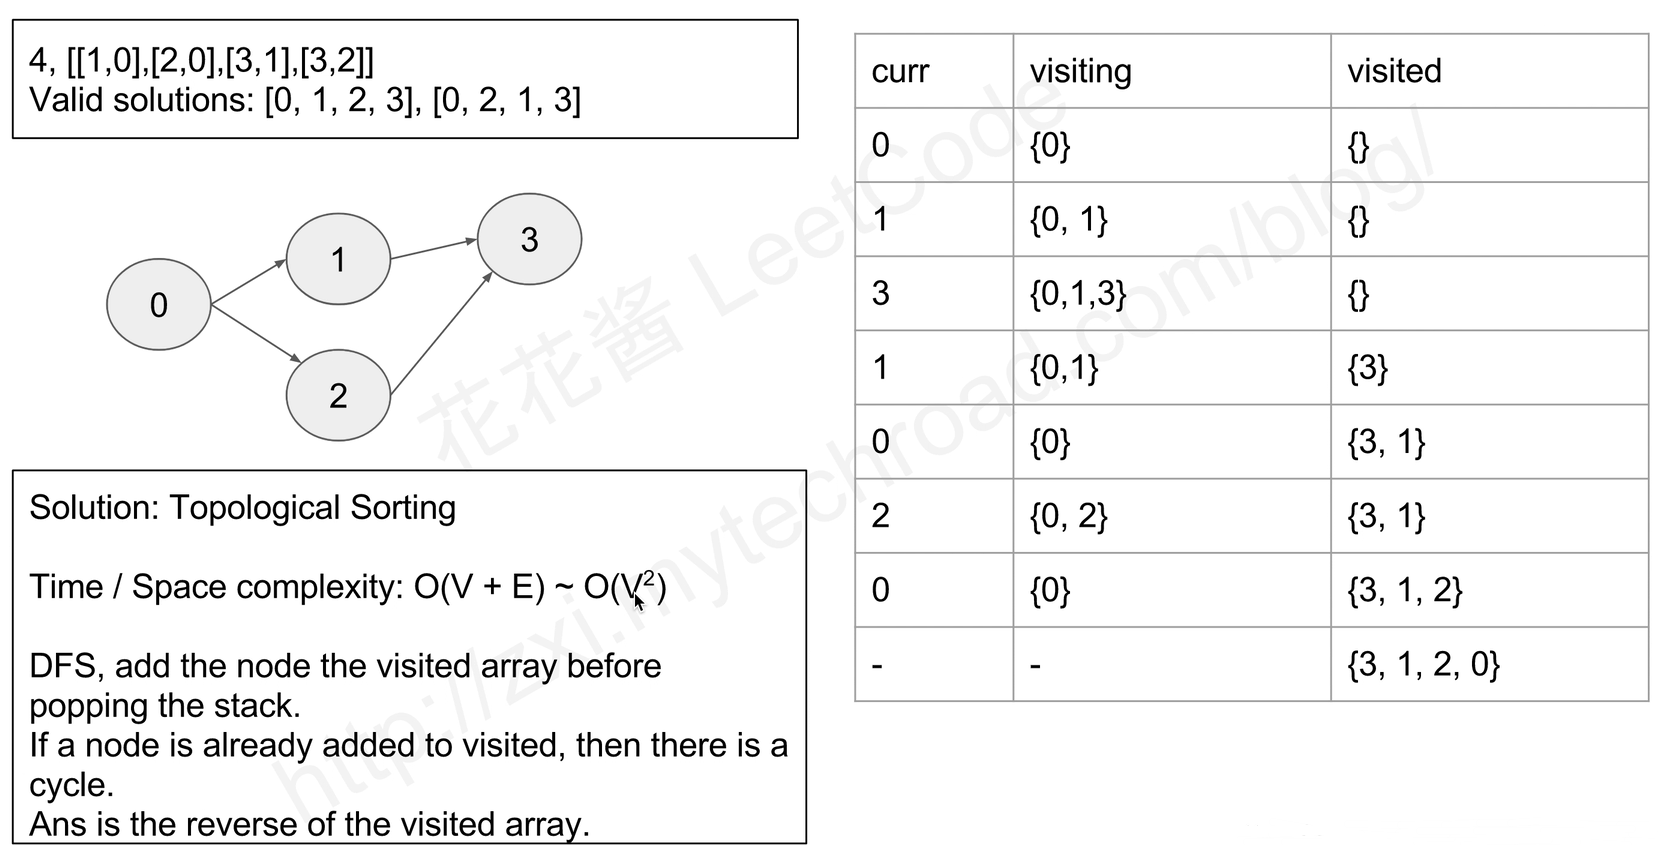 4, [[1,0],[2,0],[3,1],[3,2]]
Valid solutions: [0, 1, 2, 3], [0, 2, 1, 3]
0
1
2
3
Solution: Topological Sorting
Time / Space complexity: O(V + E) ~ O(V²)
DFS, add the node the visited array before
popping the stack.
If a node is already added to visited, then there is a
cycle.
Ans is the reverse of the visited array.
curr visiting visited
0 {0} {}
1 {0, 1} {}
3 {0,1,3} {}
1 {0,1} {3}
0 {0} {3, 1}
2 {0, 2} {3, 1}
0 {0} {3, 1, 2}
- - {3, 1, 2, 0}
花花酱 LeetCode
http://zxi.mytechroad.com/blog/